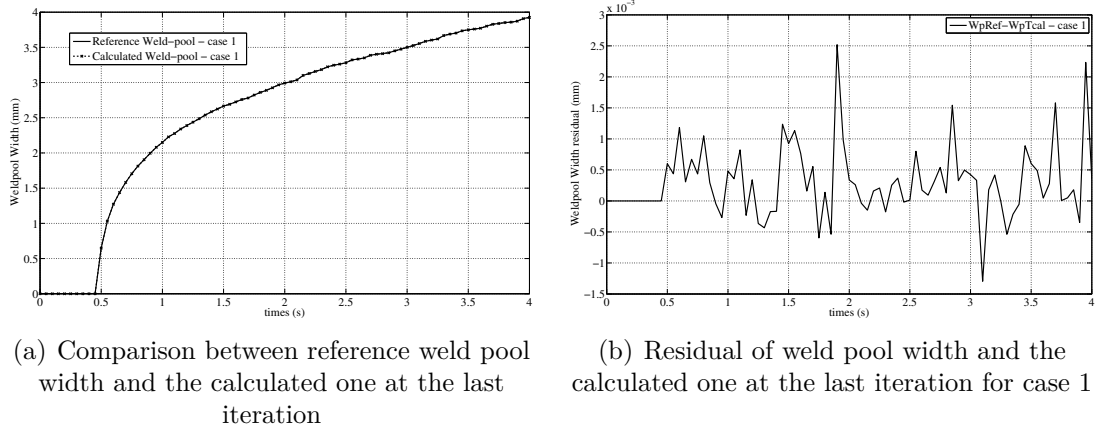 4
3.5
3
2.5
2
1.5
1
0.5
0
Weldpool Width (mm)
Reference Weld−pool − case 1
Calculated Weld−pool − case 1
0 0.5 1 1.5 2 2.5 3 3.5 4
times (s)
x 10−3
3
2.5
2
1.5
1
0.5
0
−0.5
−1
−1.5
Weldpool Width residual (mm)
WpRef−WpTcal − case 1
0 0.5 1 1.5 2 2.5 3 3.5 4
times (s)
(a) Comparison between reference weld pool
width and the calculated one at the last
iteration
(b) Residual of weld pool width and the
calculated one at the last iteration for case 1